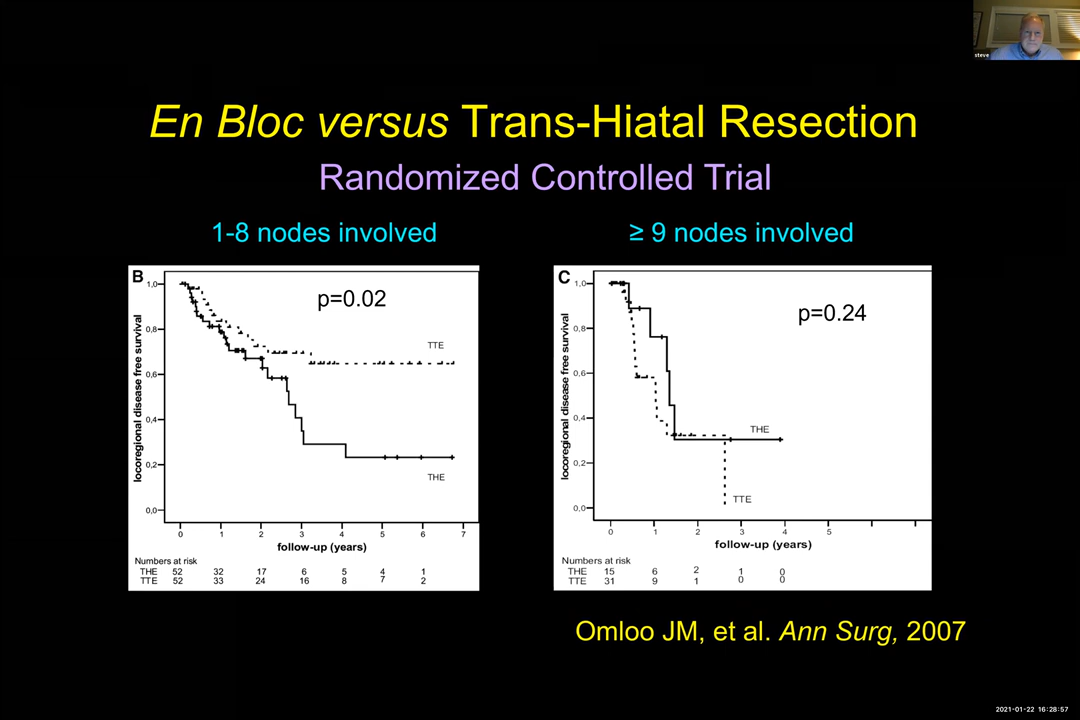 steve
En Bloc versus Trans-Hiatal Resection
Randomized Controlled Trial
1-8 nodes involved
≥ 9 nodes involved
B
p=0.02
locoregional disease free survival
1,0
0,8
0,6
0,4
0,2
0,0
TTE
THE
0 1 2 3 4 5 6 7
follow-up (years)
Numbers at risk
THE 52 32 17 6 5 4 1
TTE 52 33 24 16 8 7 2
C
p=0.24
locoregional disease free survival
1,0
0,8
0,6
0,4
0,2
0,0
THE
TTE
0 1 2 3 4 5
follow-up (years)
Numbers at risk
THE 15 6 2 1 0
TTE 31 9 1 0 0
Omloo JM, et al. Ann Surg, 2007
2021-01-22 16:28:57